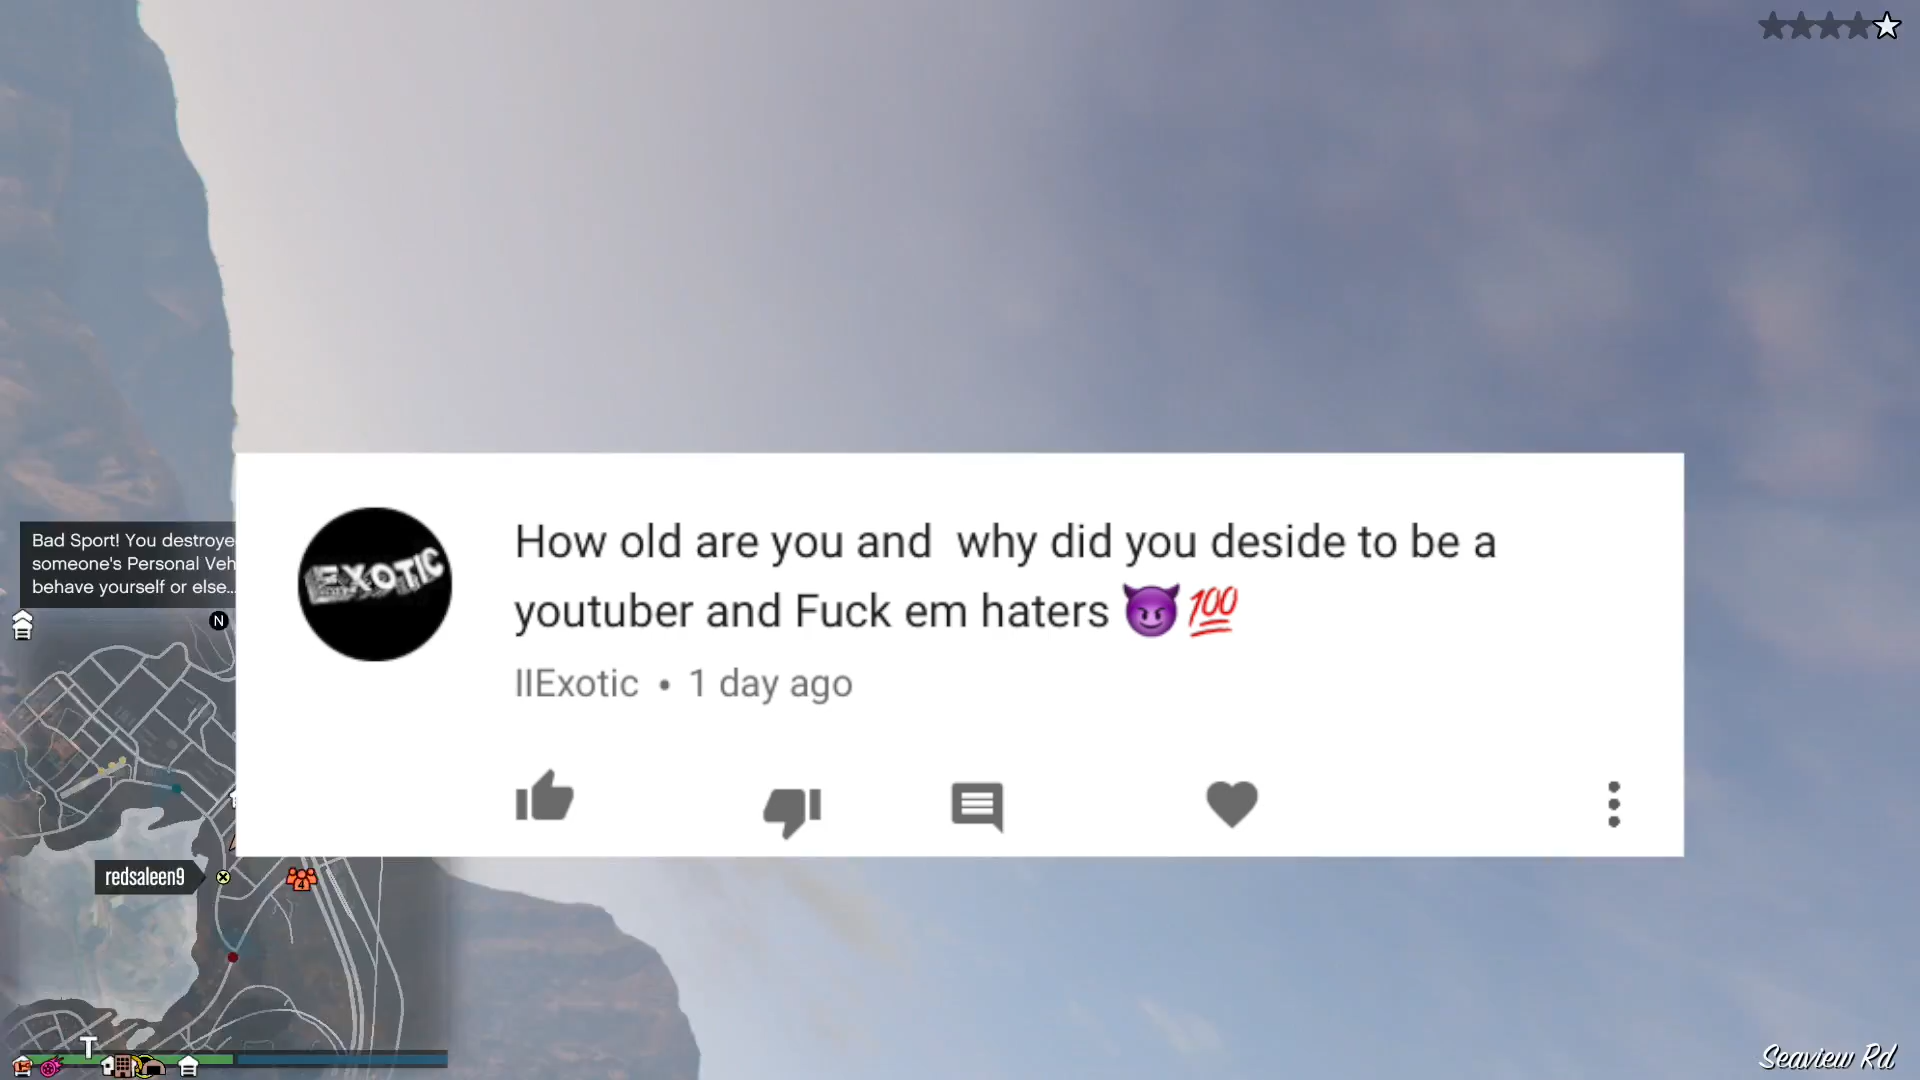 Bad Sport! You destroye
someone's Personal Veh
behave yourself or else...
N
EXOTIC
How old are you and  why did you deside to be a
youtuber and Fuck em haters 😈💯
IIExotic • 1 day ago
redsaleen9
4
T
Seaview Rd